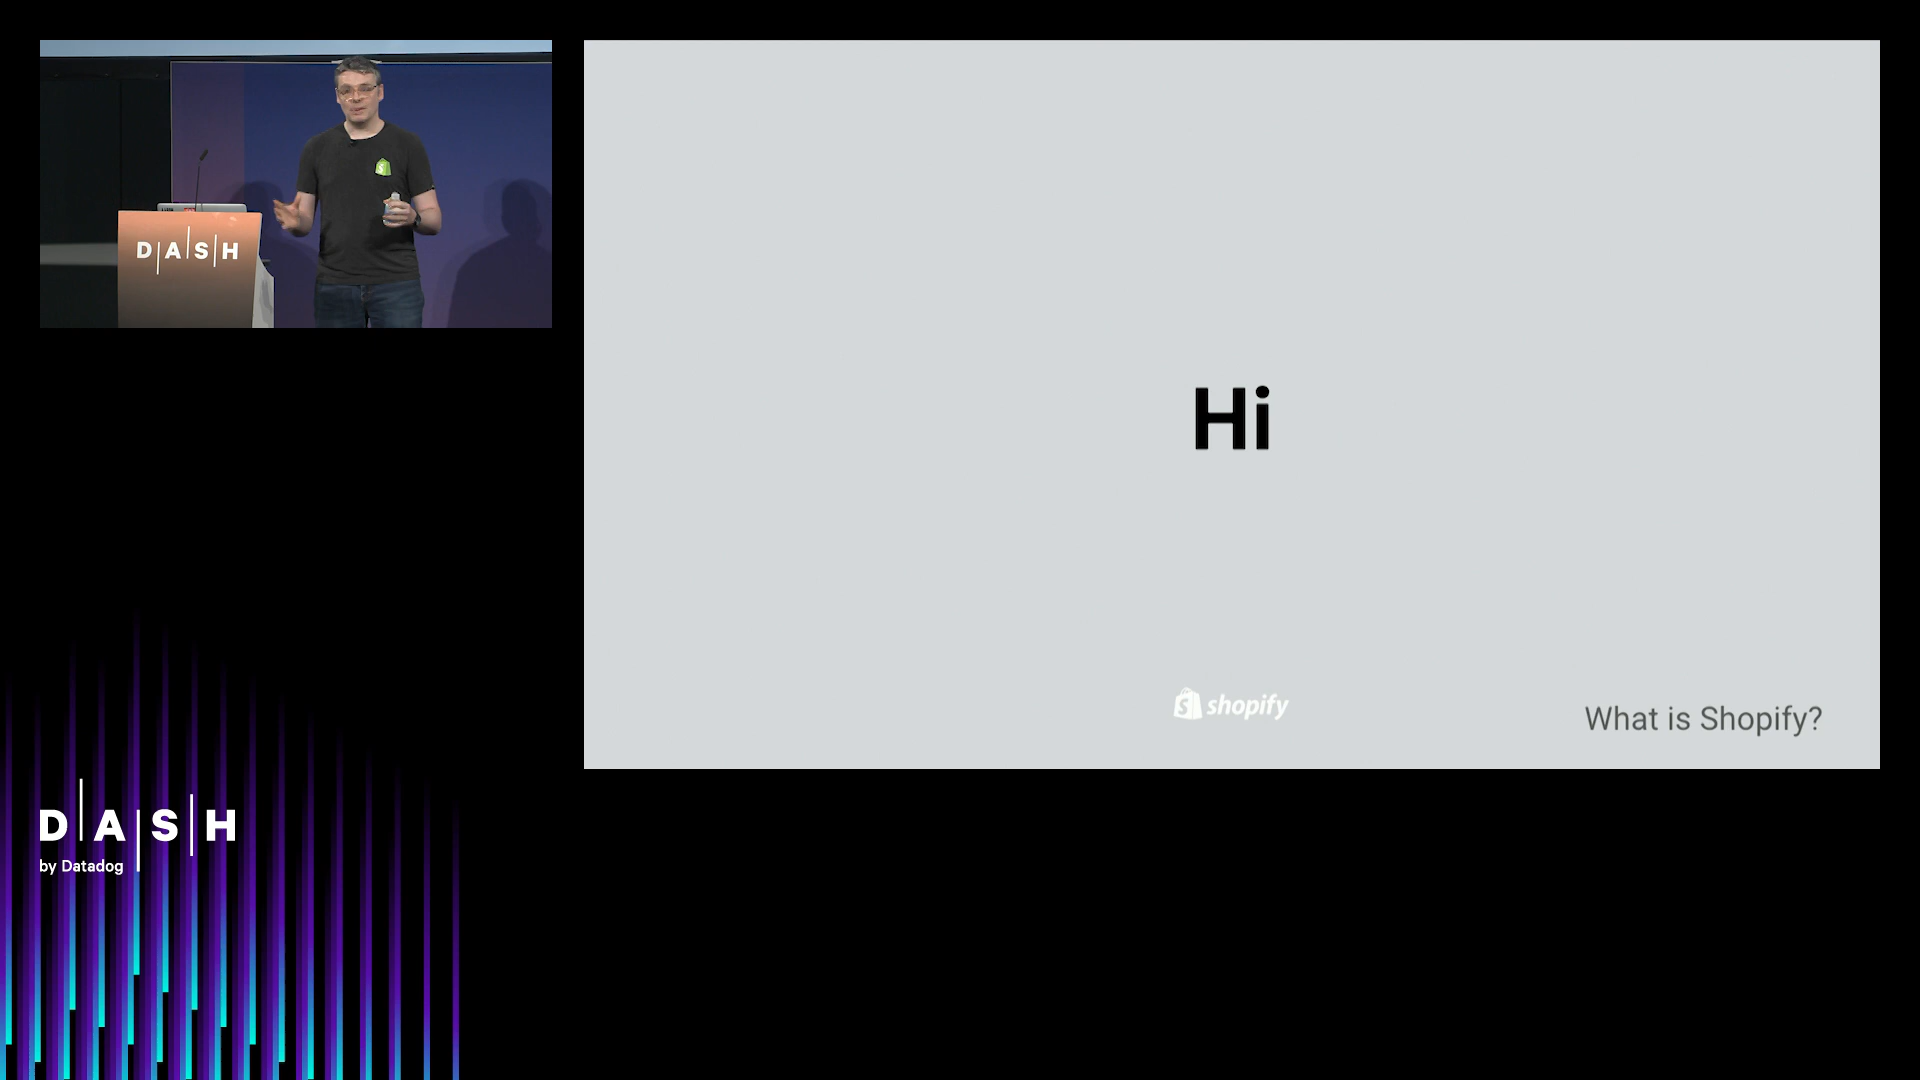 D|A|S|H
Hi
shopify
What is Shopify?
D|A|S|H
by Datadog